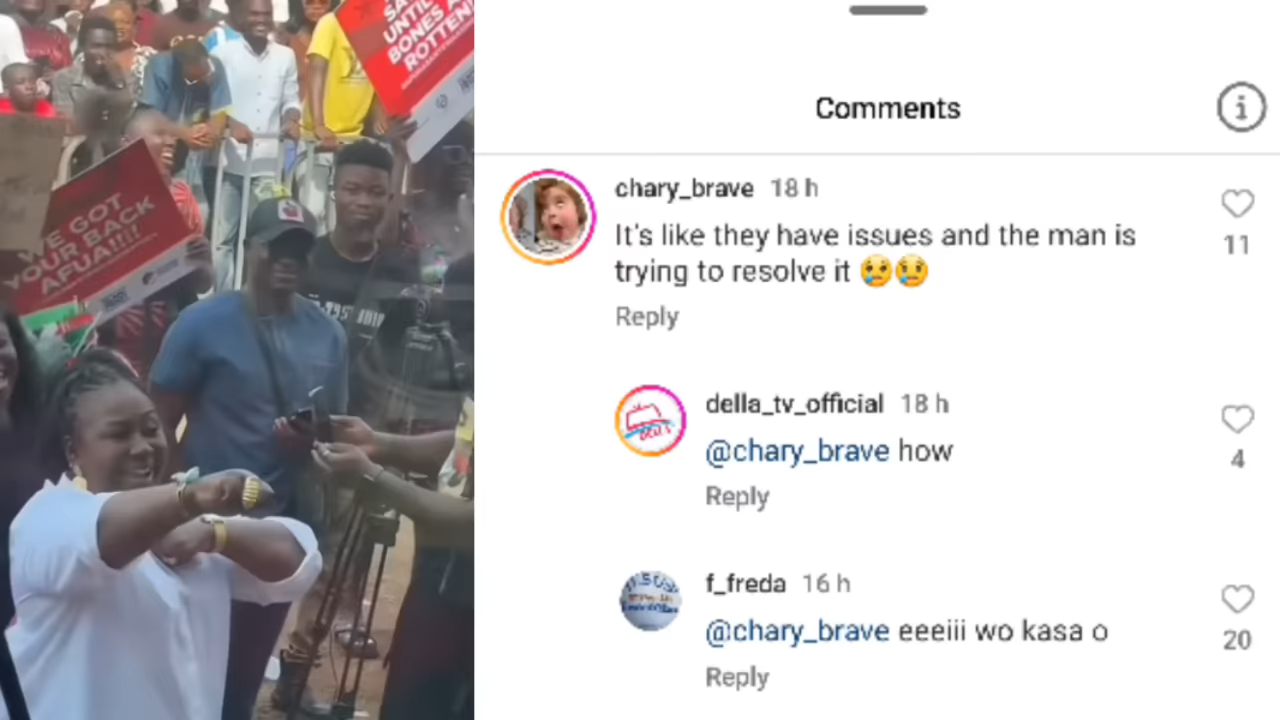 UNTIL
BONES A
ROTTEN
WE GOT
YOUR BACK
AFUA!!!!
Comments
chary_brave 18 h
It's like they have issues and the man is
trying to resolve it 😢😢
11
Reply
della_tv_official 18 h
@chary_brave how
4
Reply
f_freda 16 h
@chary_brave eeeiii wo kasa o
20
Reply